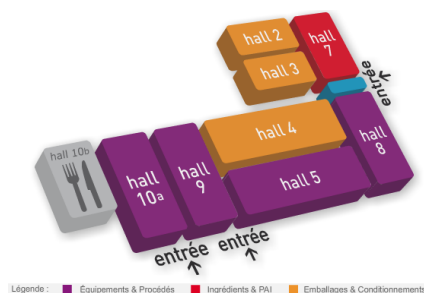 hall 2
hall 3
hall 7
entrée
hall 4
hall 8
hall 10b
hall 10a
hall 9
hall 5
entrée
entrée
Légende :
Équipements & Procédés
Ingrédients & PAI
Emballages & Conditionnements